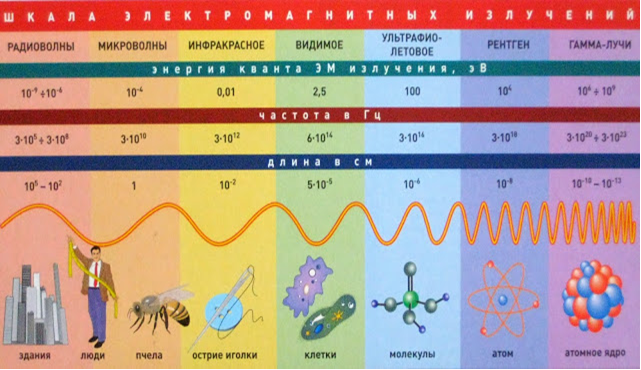 ШКАЛА ЭЛЕКТРОМАГНИТНЫХ ИЗЛУЧЕНИЙ
РАДИОВОЛНЫ МИКРОВОЛНЫ ИНФРАКРАСНОЕ ВИДИМОЕ УЛЬТРАФИО-ЛЕТОВОЕ РЕНТГЕН ГАММА-ЛУЧИ
энергия кванта ЭМ излучения, эВ
10⁻⁹ ÷10⁻⁶ 10⁻⁴ 0,01 2,5 100 10⁴ 10⁶ ÷ 10⁹
частота в Гц
3·10⁵ ÷ 3·10⁸ 3·10¹⁰ 3·10¹² 6·10¹⁴ 3·10¹⁶ 3·10¹⁸ 3·10²⁰ ÷ 3·10²³
длина в см
10⁵ – 10² 1 10⁻² 5·10⁻⁵ 10⁻⁶ 10⁻⁸ 10⁻¹⁰ – 10⁻¹³
здания люди пчела острие иголки клетки молекулы атом атомное ядро